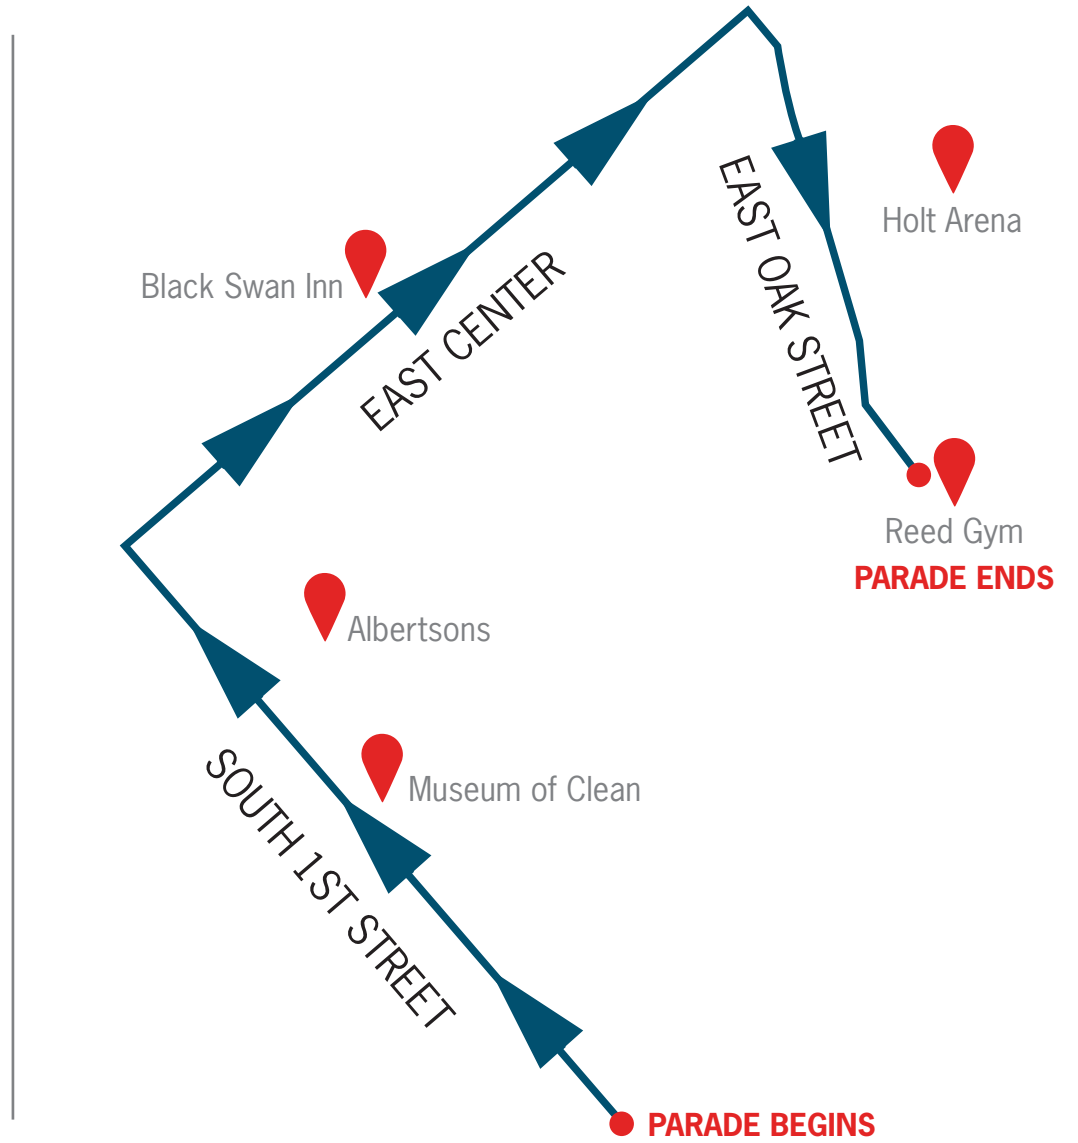 EAST OAK STREET
Holt Arena
Black Swan Inn
EAST CENTER
Reed Gym
PARADE ENDS
Albertsons
Museum of Clean
SOUTH 1ST STREET
PARADE BEGINS